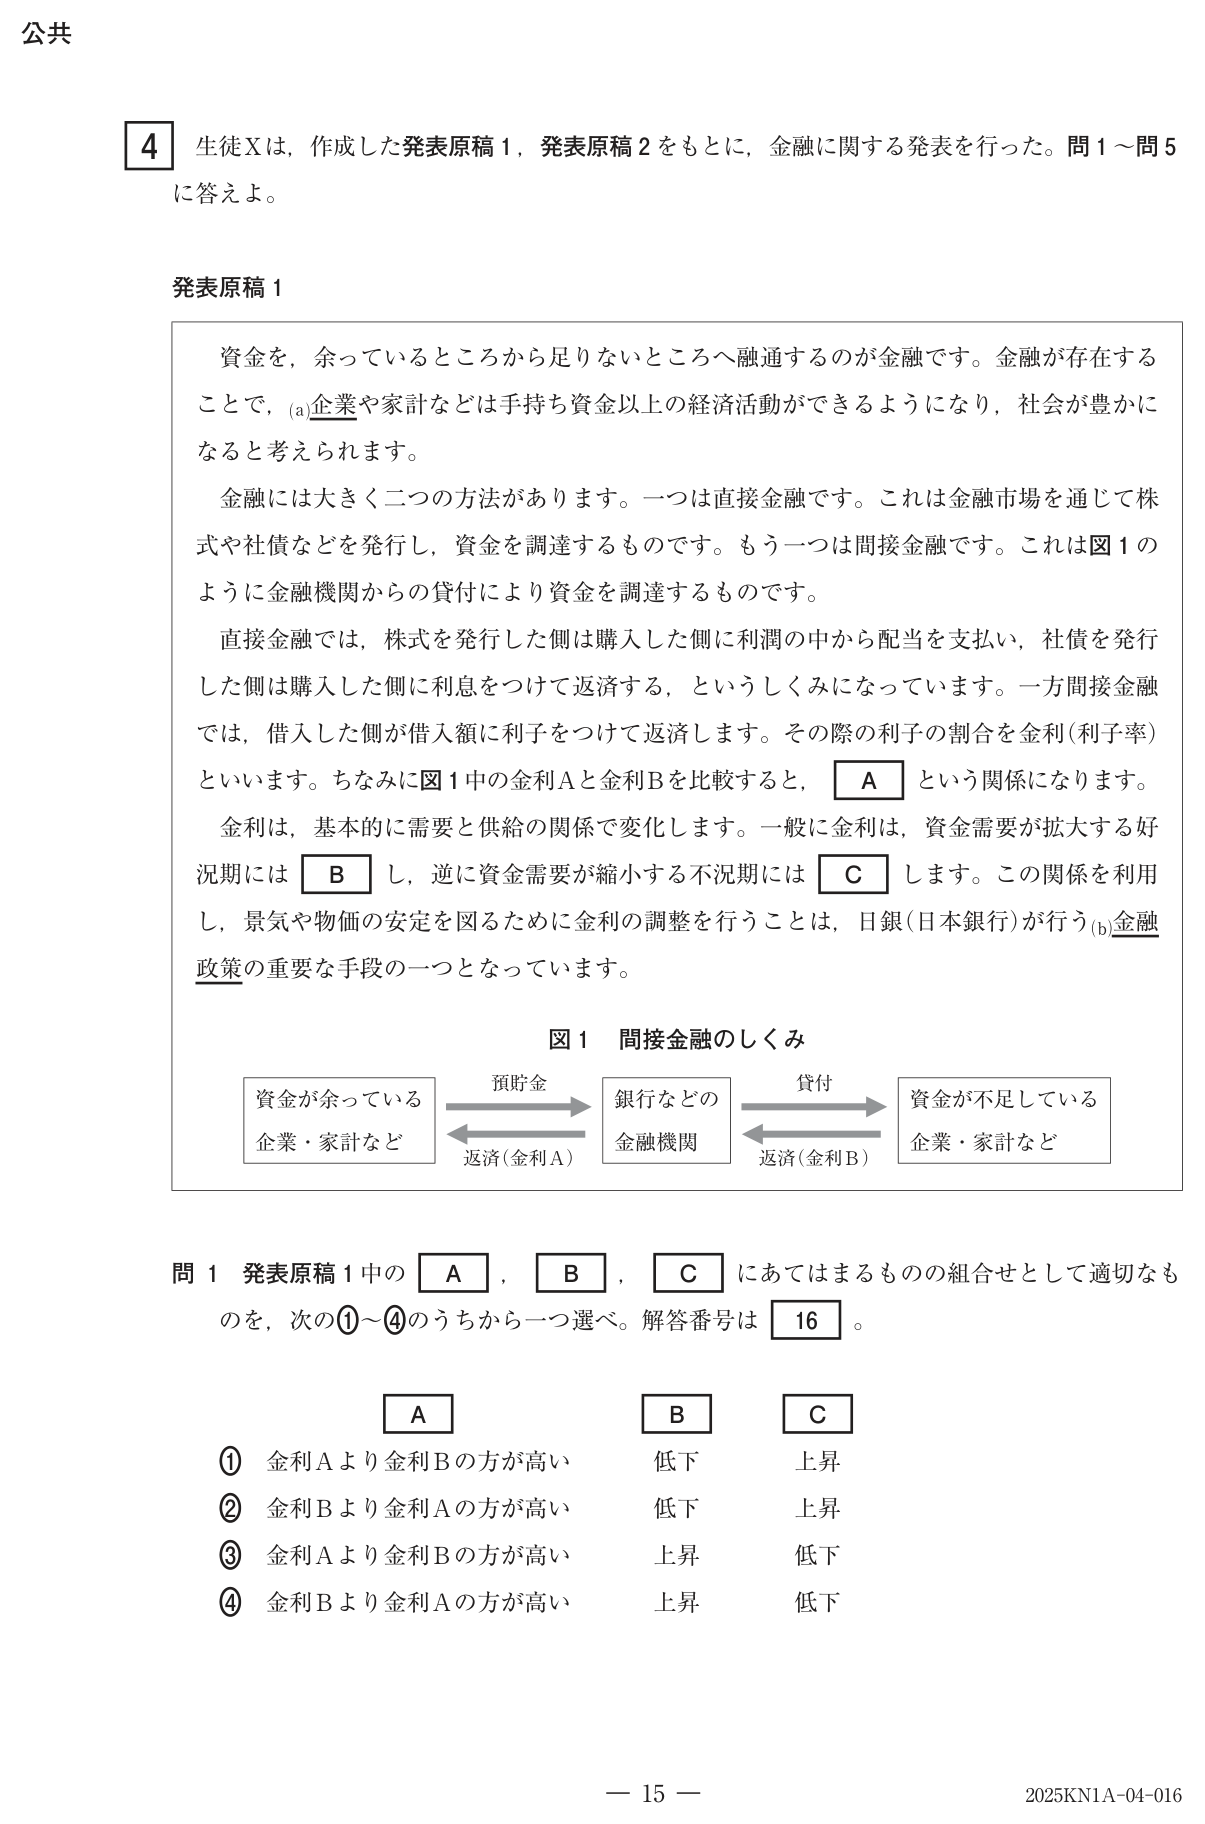 公共
4 生徒Xは，作成した発表原稿1，発表原稿2をもとに，金融に関する発表を行った。問1～問5
に答えよ。
発表原稿1
資金を，余っているところから足りないところへ融通するのが金融です。金融が存在する
ことで，(a)企業や家計などは手持ち資金以上の経済活動ができるようになり，社会が豊かに
なると考えられます。
金融には大きく二つの方法があります。一つは直接金融です。これは金融市場を通じて株
式や社債などを発行し，資金を調達するものです。もう一つは間接金融です。これは図1の
ように金融機関からの貸付により資金を調達するものです。
直接金融では，株式を発行した側は購入した側に利潤の中から配当を支払い，社債を発行
した側は購入した側に利息をつけて返済する，というしくみになっています。一方間接金融
では，借入した側が借入額に利子をつけて返済します。その際の利子の割合を金利(利子率)
といいます。ちなみに図1中の金利Aと金利Bを比較すると， A という関係になります。
金利は，基本的に需要と供給の関係で変化します。一般に金利は，資金需要が拡大する好
況期には B し，逆に資金需要が縮小する不況期には C します。この関係を利用
し，景気や物価の安定を図るために金利の調整を行うことは，日銀(日本銀行)が行う(b)金融
政策の重要な手段の一つとなっています。
図1 間接金融のしくみ
資金が余っている
企業・家計など
預貯金
返済(金利A)
銀行などの
金融機関
貸付
返済(金利B)
資金が不足している
企業・家計など
問 1 発表原稿1中の A ， B ， C にあてはまるものの組合せとして適切なも
のを，次の①～④のうちから一つ選べ。解答番号は 16 。
A B C
① 金利Aより金利Bの方が高い 低下 上昇
② 金利Bより金利Aの方が高い 低下 上昇
③ 金利Aより金利Bの方が高い 上昇 低下
④ 金利Bより金利Aの方が高い 上昇 低下
― 15 ―
2025KN1A-04-016